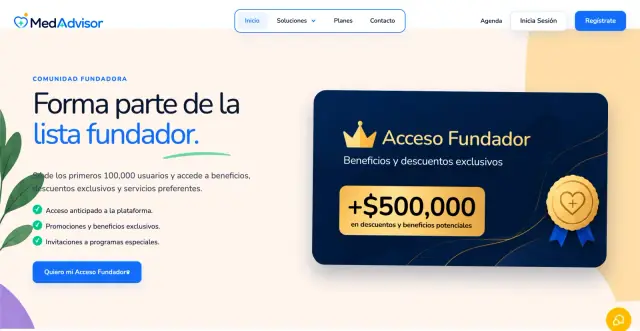 MedAdvisor
Inicio Soluciones Planes Contacto
Agenda Inicia Sesión Regístrate
COMUNIDAD FUNDADORA
Forma parte de la
lista fundador.
de los primeros 100,000 usuarios y accede a beneficios,
descuentos exclusivos y servicios preferentes.
Acceso anticipado a la plataforma.
Promociones y beneficios exclusivos.
Invitaciones a programas especiales.
Quiero mi Acceso Fundador
Acceso Fundador
Beneficios y descuentos exclusivos
+$500,000
en descuentos y beneficios potenciales